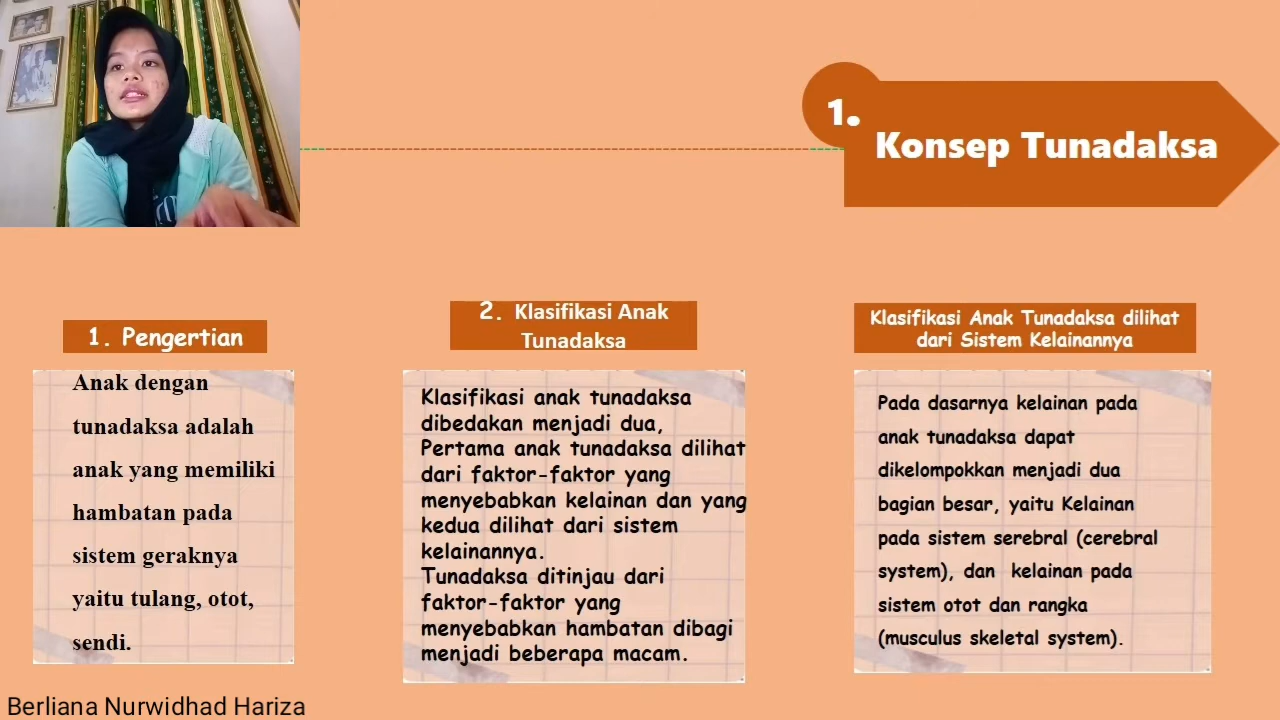 1.
Konsep Tunadaksa
1. Pengertian
Anak dengan
tunadaksa adalah
anak yang memiliki
hambatan pada
sistem geraknya
yaitu tulang, otot,
sendi.
2. Klasifikasi Anak
Tunadaksa
Klasifikasi anak tunadaksa
dibedakan menjadi dua,
Pertama anak tunadaksa dilihat
dari faktor-faktor yang
menyebabkan kelainan dan yang
kedua dilihat dari sistem
kelainannya.
Tunadaksa ditinjau dari
faktor-faktor yang
menyebabkan hambatan dibagi
menjadi beberapa macam.
Klasifikasi Anak Tunadaksa dilihat
dari Sistem Kelainannya
Pada dasarnya kelainan pada
anak tunadaksa dapat
dikelompokkan menjadi dua
bagian besar, yaitu Kelainan
pada sistem serebral (cerebral
system), dan kelainan pada
sistem otot dan rangka
(musculus skeletal system).
Berliana Nurwidhad Hariza